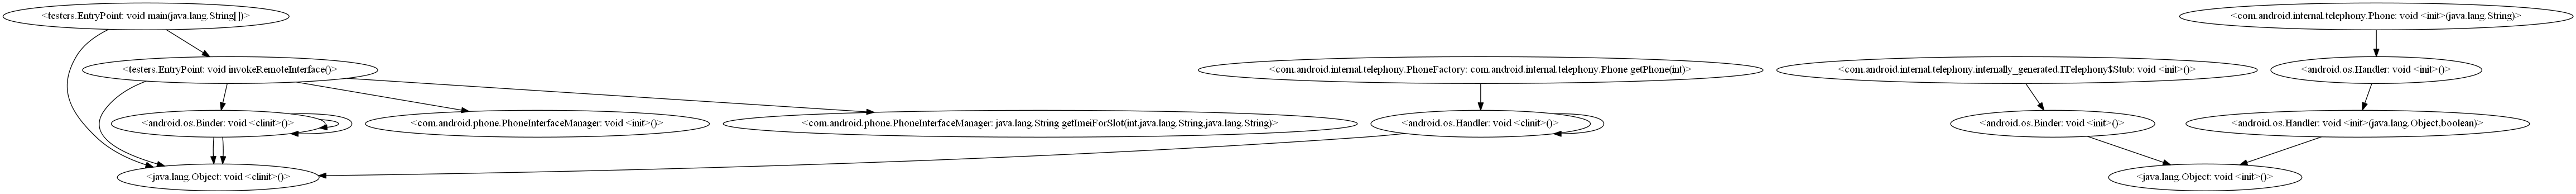 <testers.EntryPoint: void main(java.lang.String[])>
<com.android.internal.telephony.Phone: void <init>(java.lang.String)>
<testers.EntryPoint: void invokeRemoteInterface()>
<com.android.internal.telephony.PhoneFactory: com.android.internal.telephony.Phone getPhone(int)>
<com.android.internal.telephony.internally_generated.ITelephony$Stub: void <init>()>
<android.os.Handler: void <init>()>
<android.os.Binder: void <clinit>()>
<com.android.phone.PhoneInterfaceManager: void <init>()>
<com.android.phone.PhoneInterfaceManager: java.lang.String getImeiForSlot(int,java.lang.String,java.lang.String)>
<android.os.Handler: void <clinit>()>
<android.os.Binder: void <init>()>
<android.os.Handler: void <init>(java.lang.Object,boolean)>
<java.lang.Object: void <clinit>()>
<java.lang.Object: void <init>()>